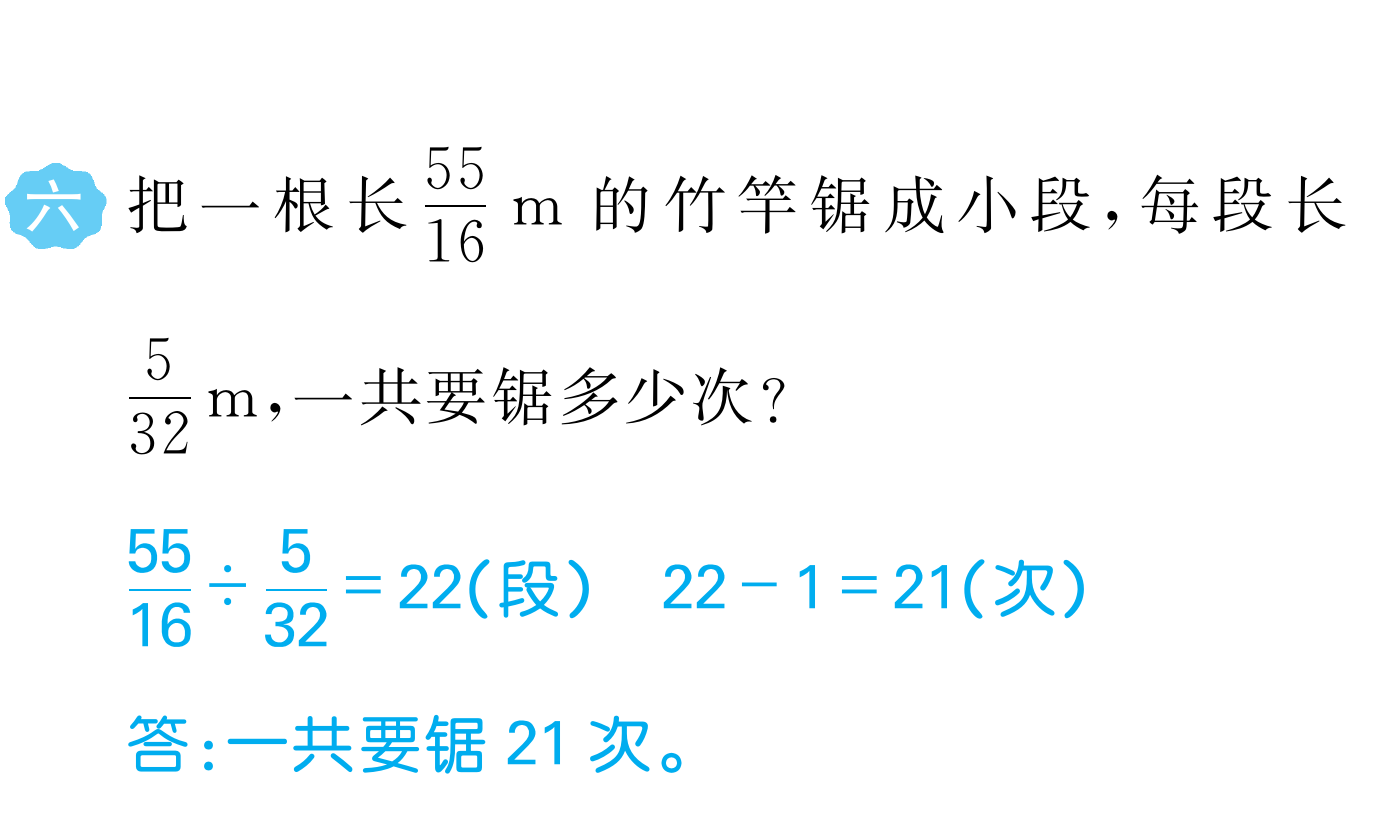 六 把一根长55/16 m 的竹竿锯成小段,每段长
5/32 m,一共要锯多少次?
55/16÷5/32=22(段) 22-1=21(次)
答:一共要锯 21 次。